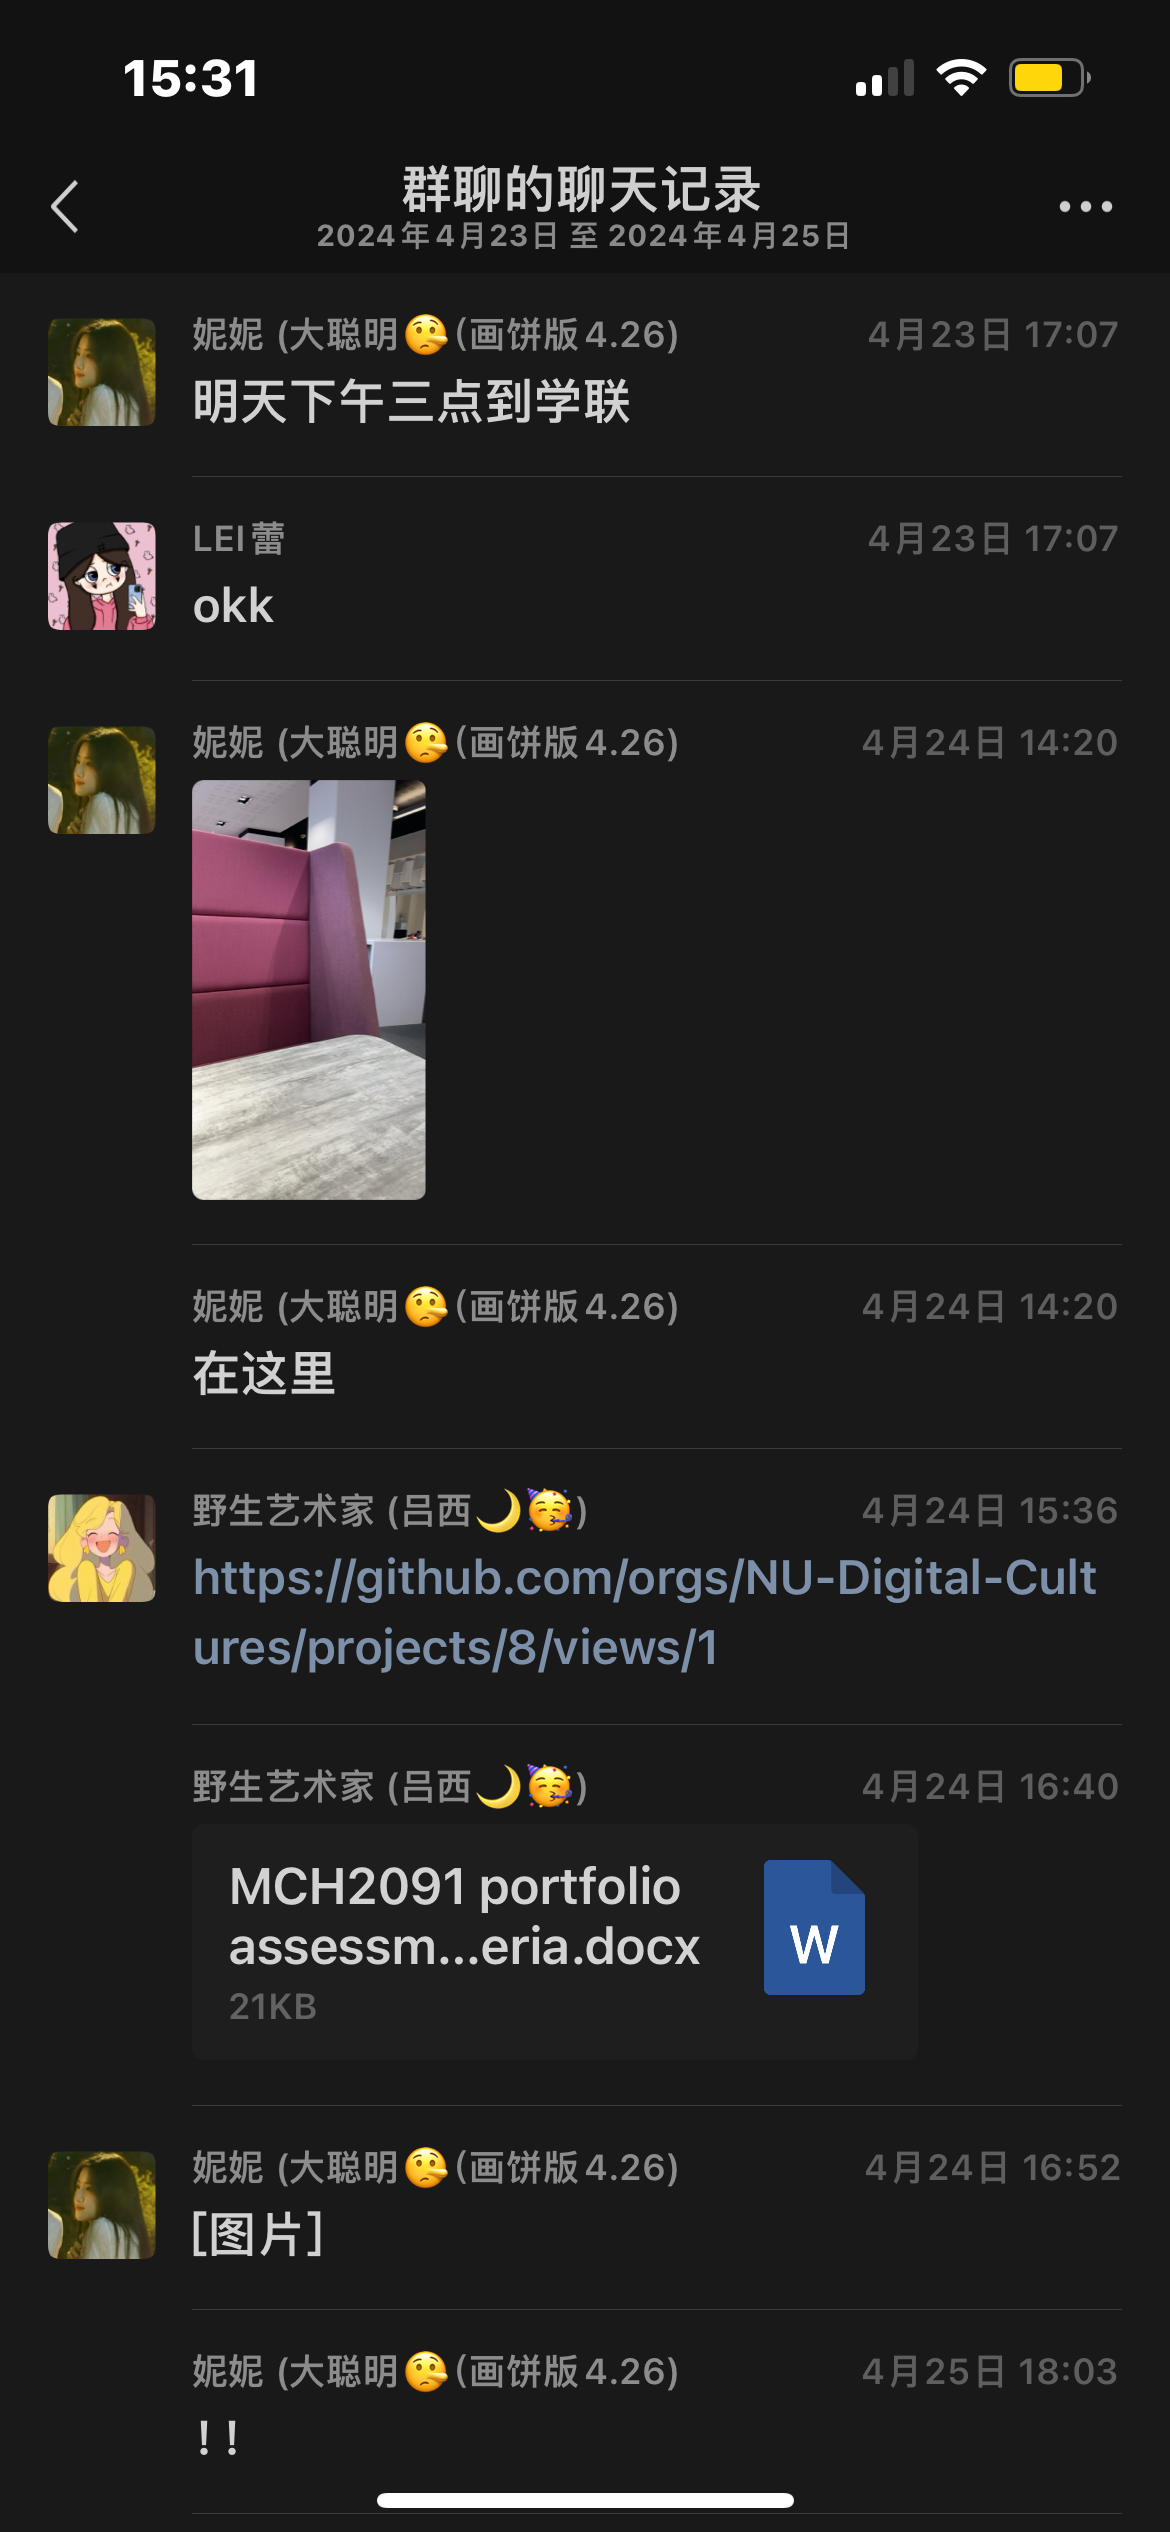 15:31
群聊的聊天记录
2024年4月23日 至 2024年4月25日
妮妮 (大聪明🤥(画饼版4.26) 4月23日 17:07
明天下午三点到学联
LEI蕾 4月23日 17:07
okk
妮妮 (大聪明🤥(画饼版4.26) 4月24日 14:20
妮妮 (大聪明🤥(画饼版4.26) 4月24日 14:20
在这里
野生艺术家 (吕西🌙🥳) 4月24日 15:36
https://github.com/orgs/NU-Digital-Cult
ures/projects/8/views/1
野生艺术家 (吕西🌙🥳) 4月24日 16:40
MCH2091 portfolio
assessm...eria.docx
W
21KB
妮妮 (大聪明🤥(画饼版4.26) 4月24日 16:52
[图片]
妮妮 (大聪明🤥(画饼版4.26) 4月25日 18:03
！！